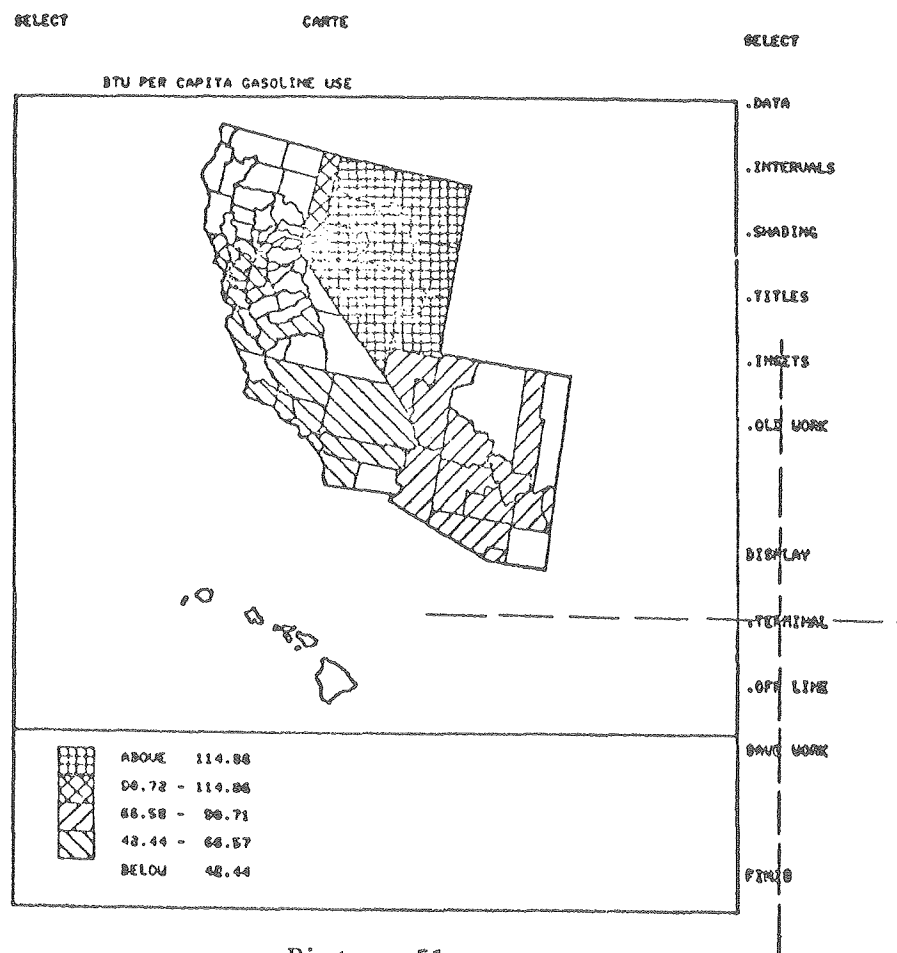 SELECT
CARTE
SELECT
BTU PER CAPITA GASOLINE USE
.DATA
.INTERVALS
.SHADING
.TITLES
.INSETS
.OLD WORK
DISPLAY
.TERMINAL
.OFF LINE
SAVE WORK
FINIS
ABOVE 114.86
90.72 - 114.86
66.58 - 90.71
42.44 - 66.57
BELOW 42.44